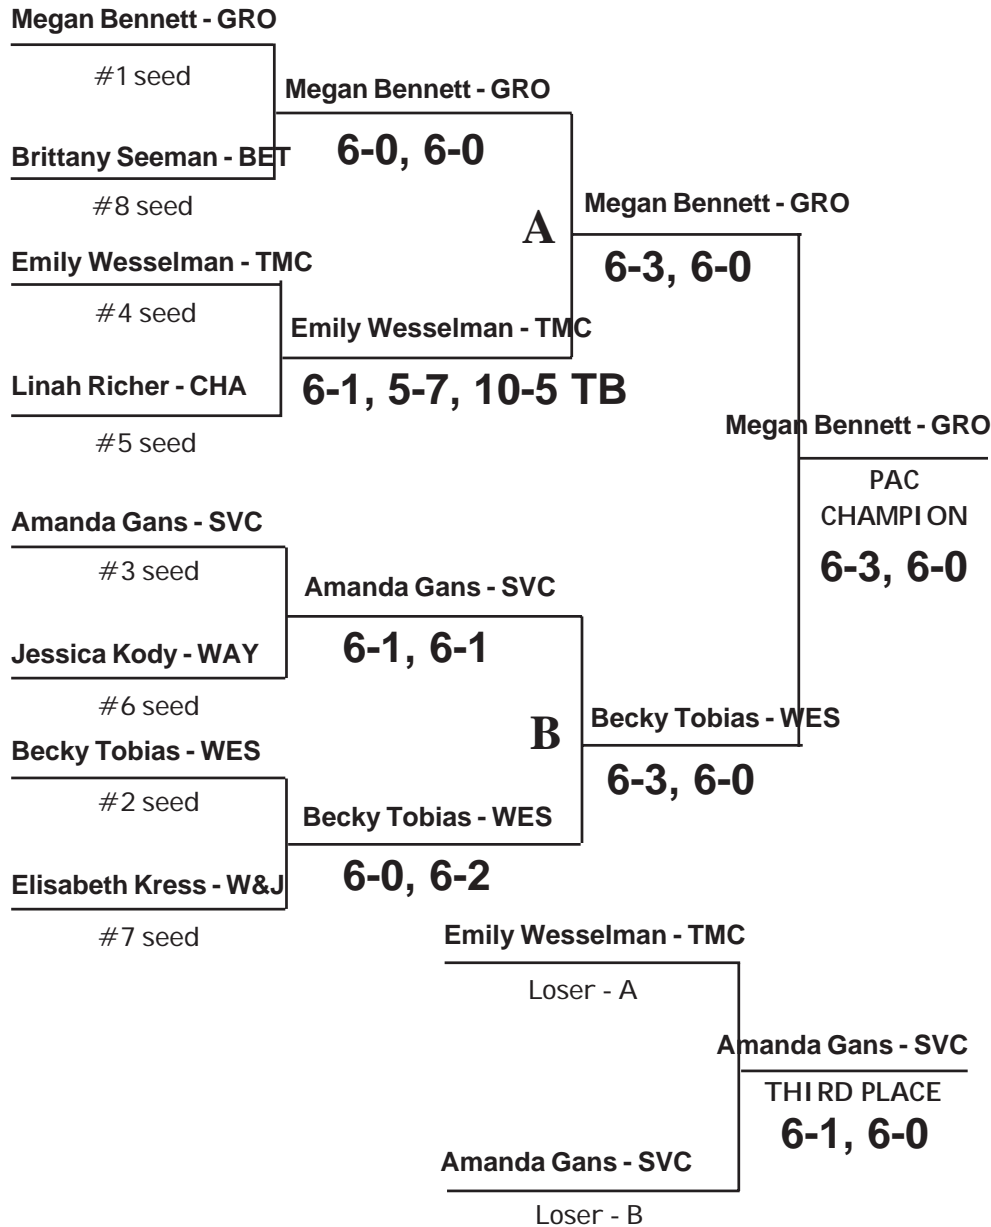 Megan Bennett - GRO
#1 seed
Megan Bennett - GRO
6-0, 6-0
Brittany Seeman - BET
#8 seed
Megan Bennett - GRO
A
6-3, 6-0
Emily Wesselman - TMC
#4 seed
Emily Wesselman - TMC
6-1, 5-7, 10-5 TB
Linah Richer - CHA
#5 seed
Megan Bennett - GRO
PAC
CHAMPION
6-3, 6-0
Amanda Gans - SVC
#3 seed
Amanda Gans - SVC
6-1, 6-1
Jessica Kody - WAY
#6 seed
Becky Tobias - WES
B
6-3, 6-0
Becky Tobias - WES
#2 seed
Becky Tobias - WES
6-0, 6-2
Elisabeth Kress - W&J
#7 seed
Emily Wesselman - TMC
Loser - A
Amanda Gans - SVC
THIRD PLACE
6-1, 6-0
Amanda Gans - SVC
Loser - B